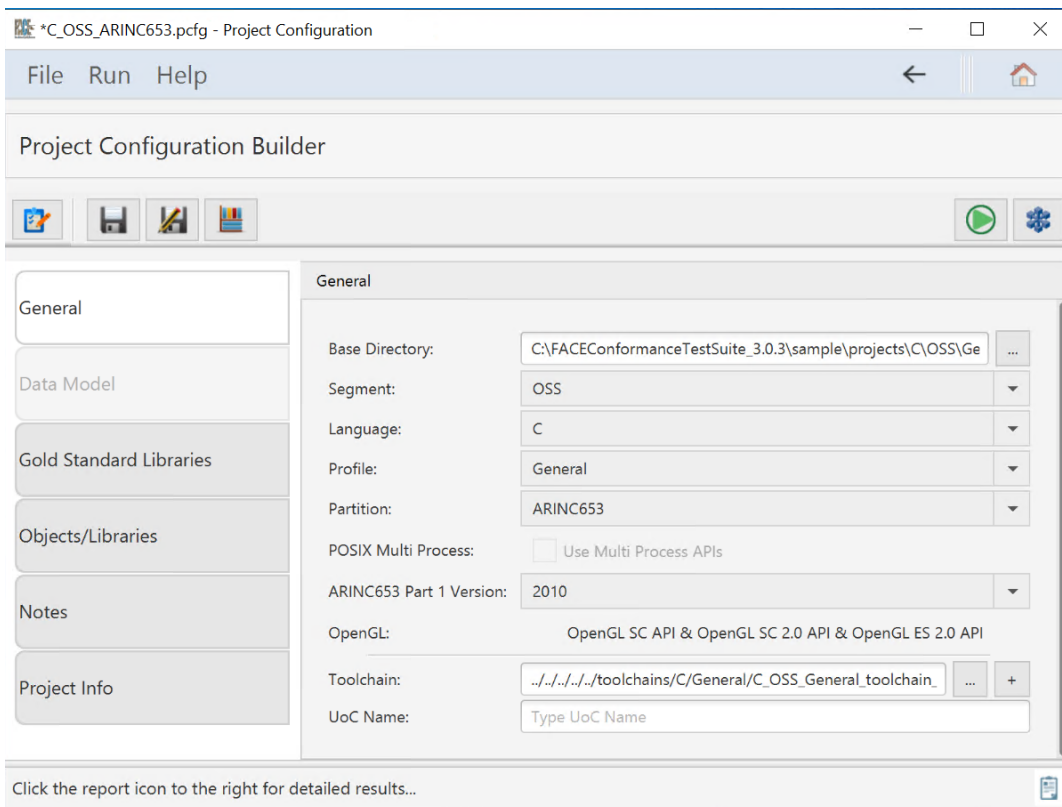 *C_OSS_ARINC653.pcfg - Project Configuration
File Run Help
Project Configuration Builder
General
Data Model
Gold Standard Libraries
Objects/Libraries
Notes
Project Info
General
Base Directory: C:\FACEConformanceTestSuite_3.0.3\sample\projects\C\OSS\Ge ...
Segment: OSS
Language: C
Profile: General
Partition: ARINC653
POSIX Multi Process: Use Multi Process APIs
ARINC653 Part 1 Version: 2010
OpenGL: OpenGL SC API & OpenGL SC 2.0 API & OpenGL ES 2.0 API
Toolchain: ../../../../../toolchains/C/General/C_OSS_General_toolchain_ ... +
UoC Name: Type UoC Name
Click the report icon to the right for detailed results...